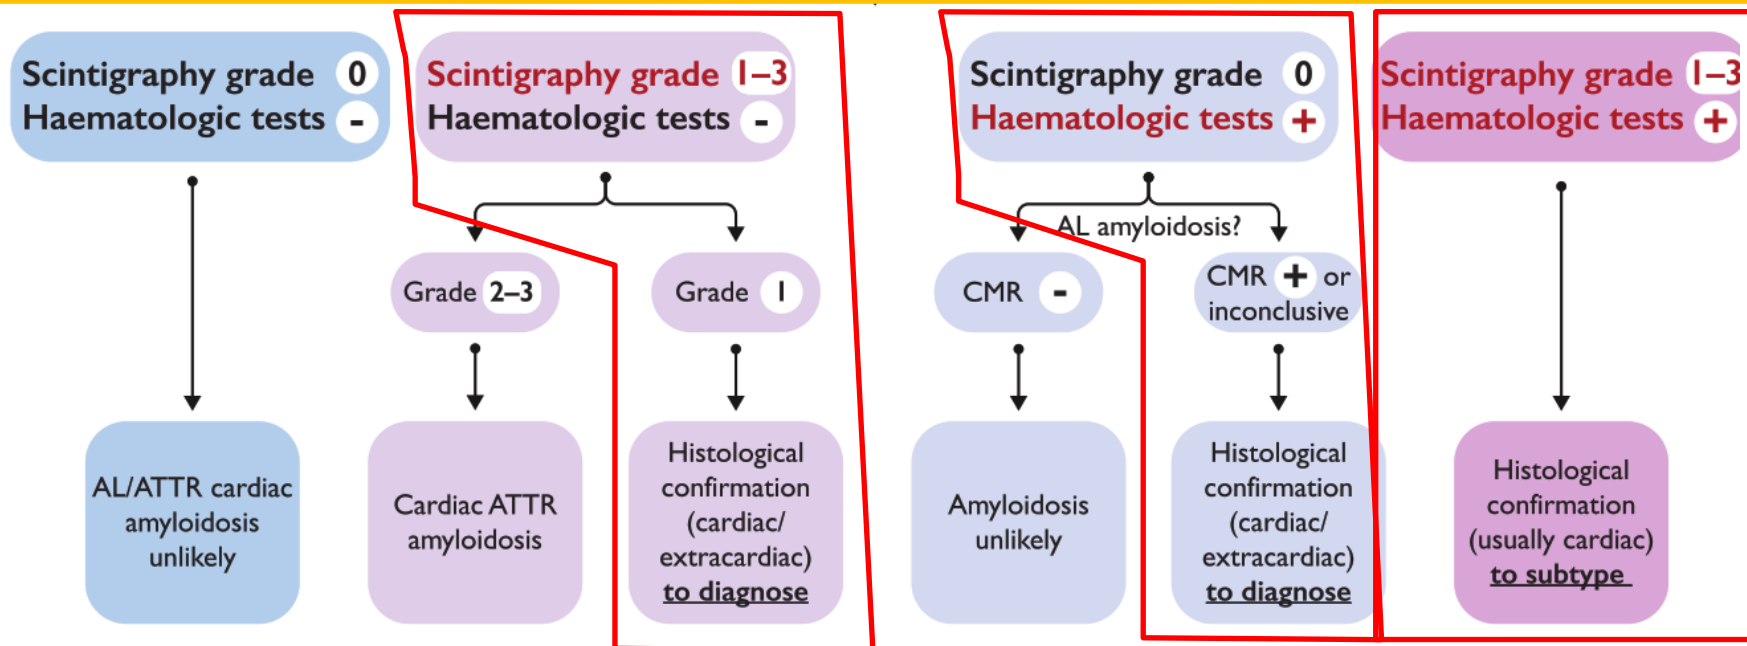 Scintigraphy grade 0
Haematologic tests -
Scintigraphy grade 1–3
Haematologic tests -
Scintigraphy grade 0
Haematologic tests +
Scintigraphy grade 1–3
Haematologic tests +
AL amyloidosis?
Grade 2–3
Grade 1
CMR -
CMR + or
inconclusive
AL/ATTR cardiac
amyloidosis
unlikely
Cardiac ATTR
amyloidosis
Histological
confirmation
(cardiac/
extracardiac)
to diagnose
Amyloidosis
unlikely
Histological
confirmation
(cardiac/
extracardiac)
to diagnose
Histological
confirmation
(usually cardiac)
to subtype